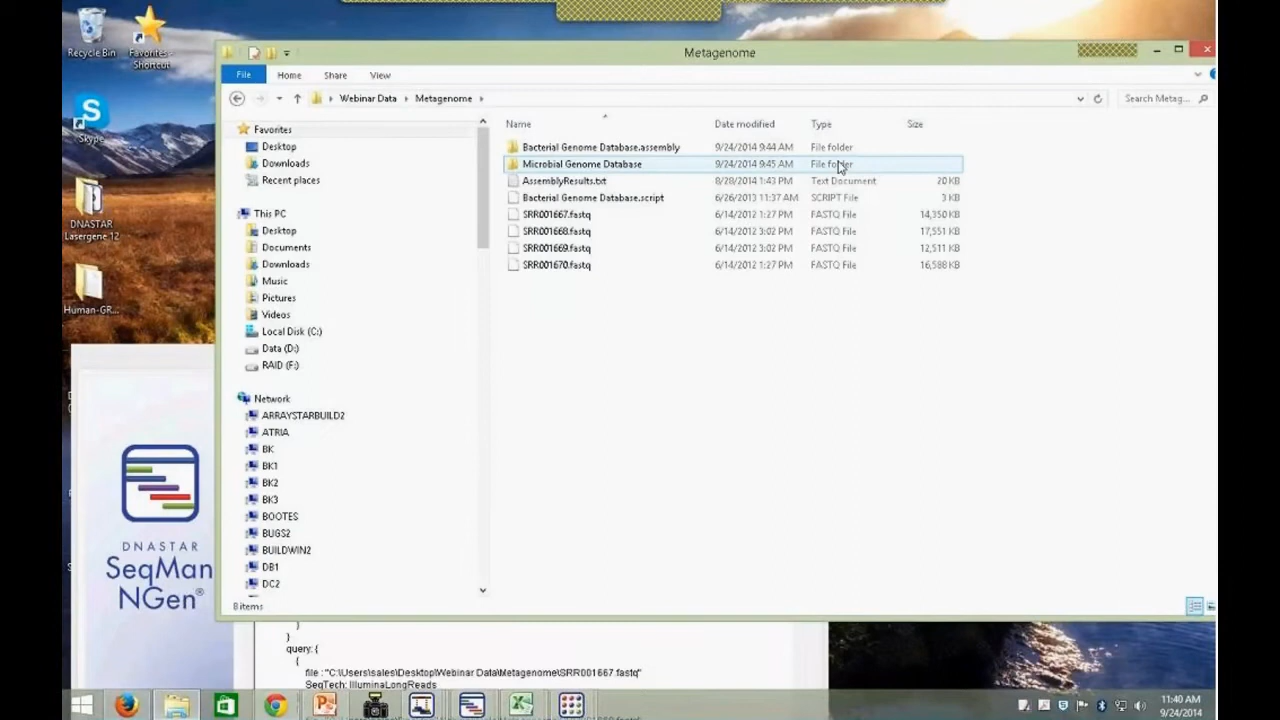 Recycle Bin
Favorites -
Shortcut
Skype
DNASTAR
Lasergene 12
Human-GR...
Metagenome
File Home Share View
Webinar Data Metagenome
Search Metag...
Favorites
Desktop
Downloads
Recent places
This PC
Desktop
Documents
Downloads
Music
Pictures
Videos
Local Disk (C:)
Data (D:)
RAID (F:)
Network
ARRAYSTARBUILD2
ATRIA
BK
BK1
BK2
BK3
BOOTES
BUGS2
BUILDWIN2
DB1
DC2
8 items
Name Date modified Type Size
Bacterial Genome Database.assembly 9/24/2014 9:44 AM File folder
Microbial Genome Database 9/24/2014 9:45 AM File folder
AssemblyResults.txt 8/28/2014 1:43 PM Text Document 20 KB
Bacterial Genome Database.script 6/26/2013 11:37 AM SCRIPT File 3 KB
SRR001667.fastq 6/14/2012 1:27 PM FASTQ File 14,350 KB
SRR001668.fastq 6/14/2012 3:02 PM FASTQ File 17,551 KB
SRR001669.fastq 6/14/2012 3:02 PM FASTQ File 12,511 KB
SRR001670.fastq 6/14/2012 1:27 PM FASTQ File 16,588 KB
DNASTAR
SeqMan
NGen®
}
}
query: {
{
file : "C:\Users\sales\Desktop\Webinar Data\Metagenome\SRR001667.fastq"
SeqTech: IlluminaLongReads
11:40 AM
9/24/2014